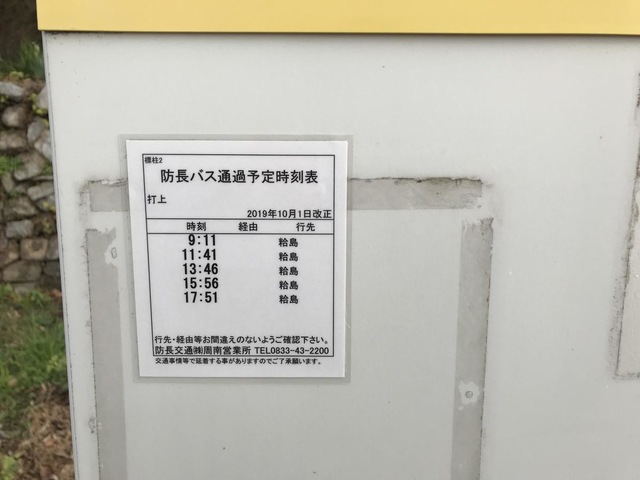 標柱2
防長バス通過予定時刻表
打上
2019年10月1日改正
時刻 経由 行先
9:11 粭島
11:41 粭島
13:46 粭島
15:56 粭島
17:51 粭島
行先・経由等お間違えのないようご確認下さい。
防長交通㈱周南営業所 TEL0833-43-2200
交通事情等で延着する事がありますのでご了承願います。